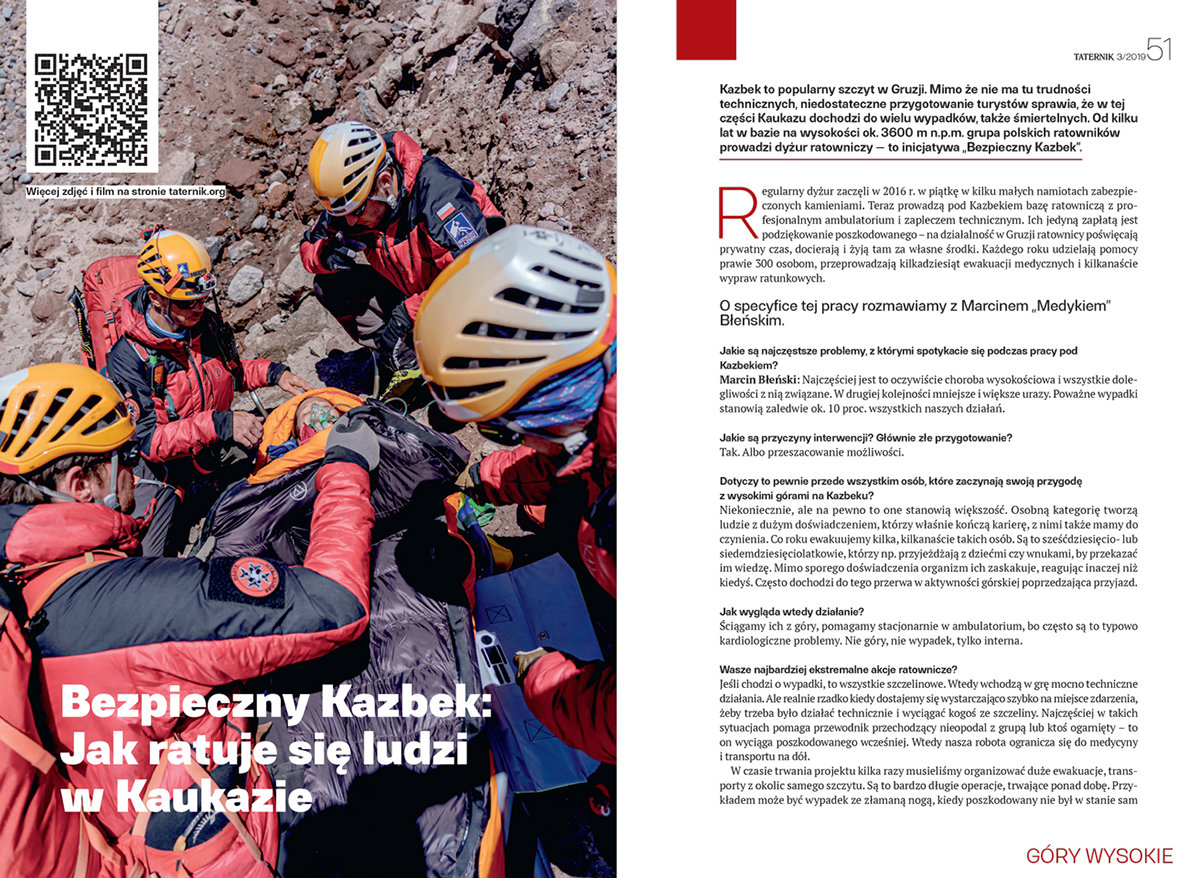 Więcej zdjęć i film na stronie taternik.org
Bezpieczny Kazbek:
Jak ratuje się ludzi
w Kaukazie
TATERNIK 3/2019 51
Kazbek to popularny szczyt w Gruzji. Mimo że nie ma tu trudności
technicznych, niedostateczne przygotowanie turystów sprawia, że w tej
części Kaukazu dochodzi do wielu wypadków, także śmiertelnych. Od kilku
lat w bazie na wysokości ok. 3600 m n.p.m. grupa polskich ratowników
prowadzi dyżur ratowniczy — to inicjatywa „Bezpieczny Kazbek”.
Regularny dyżur zaczęli w 2016 r. w piątkę w kilku małych namiotach zabezpie-
czonych kamieniami. Teraz prowadzą pod Kazbekiem bazę ratowniczą z pro-
fesjonalnym ambulatorium i zapleczem technicznym. Ich jedyną zapłatą jest
podziękowanie poszkodowanego – na działalność w Gruzji ratownicy poświęcają
prywatny czas, docierają i żyją tam za własne środki. Każdego roku udzielają pomocy
prawie 300 osobom, przeprowadzają kilkadziesiąt ewakuacji medycznych i kilkanaście
wypraw ratunkowych.
O specyfice tej pracy rozmawiamy z Marcinem „Medykiem”
Błeńskim.
Jakie są najczęstsze problemy, z którymi spotykacie się podczas pracy pod
Kazbekiem?
Marcin Błeński: Najczęściej jest to oczywiście choroba wysokościowa i wszystkie dole-
gliwości z nią związane. W drugiej kolejności mniejsze i większe urazy. Poważne wypadki
stanowią zaledwie ok. 10 proc. wszystkich naszych działań.
Jakie są przyczyny interwencji? Głównie złe przygotowanie?
Tak. Albo przeszacowanie możliwości.
Dotyczy to pewnie przede wszystkim osób, które zaczynają swoją przygodę
z wysokimi górami na Kazbeku?
Niekoniecznie, ale na pewno to one stanowią większość. Osobną kategorię tworzą
ludzie z dużym doświadczeniem, którzy właśnie kończą karierę, z nimi także mamy do
czynienia. Co roku ewakuujemy kilka, kilkanaście takich osób. Są to sześćdziesięcio- lub
siedemdziesięciolatkowie, którzy np. przyjeżdżają z dziećmi czy wnukami, by przekazać
im wiedzę. Mimo sporego doświadczenia organizm ich zaskakuje, reagując inaczej niż
kiedyś. Często dochodzi do tego przerwa w aktywności górskiej poprzedzająca przyjazd.
Jak wygląda wtedy działanie?
Ściągamy ich z góry, pomagamy stacjonarnie w ambulatorium, bo często są to typowo
kardiologiczne problemy. Nie góry, nie wypadek, tylko interna.
Wasze najbardziej ekstremalne akcje ratownicze?
Jeśli chodzi o wypadki, to wszystkie szczelinowe. Wtedy wchodzą w grę mocno techniczne
działania. Ale realnie rzadko kiedy dostajemy się wystarczająco szybko na miejsce zdarzenia,
żeby trzeba było działać technicznie i wyciągać kogoś ze szczeliny. Najczęściej w takich
sytuacjach pomaga przewodnik przechodzący nieopodal z grupą lub ktoś ogarnięty – to
on wyciąga poszkodowanego wcześniej. Wtedy nasza robota ogranicza się do medycyny
i transportu na dół.
W czasie trwania projektu kilka razy musieliśmy organizować duże ewakuacje, trans-
porty z okolic samego szczytu. Są to bardzo długie operacje, trwające ponad dobę. Przy-
kładem może być wypadek ze złamaną nogą, kiedy poszkodowany nie był w stanie sam
GÓRY WYSOKIE